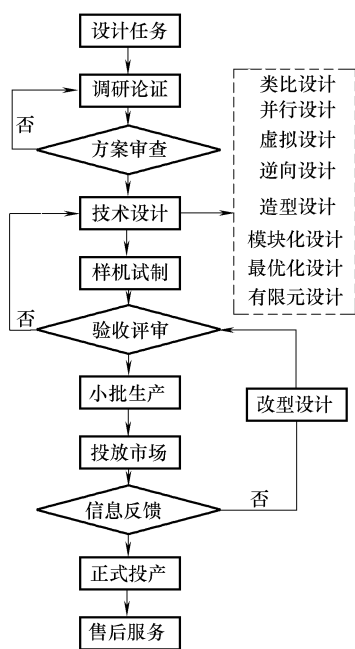 设计任务
调研论证
否
方案审查
技术设计
样机试制
否
验收评审
小批生产
投放市场
信息反馈
否
正式投产
售后服务
改型设计
类比设计
并行设计
虚拟设计
逆向设计
造型设计
模块化设计
最优化设计
有限元设计